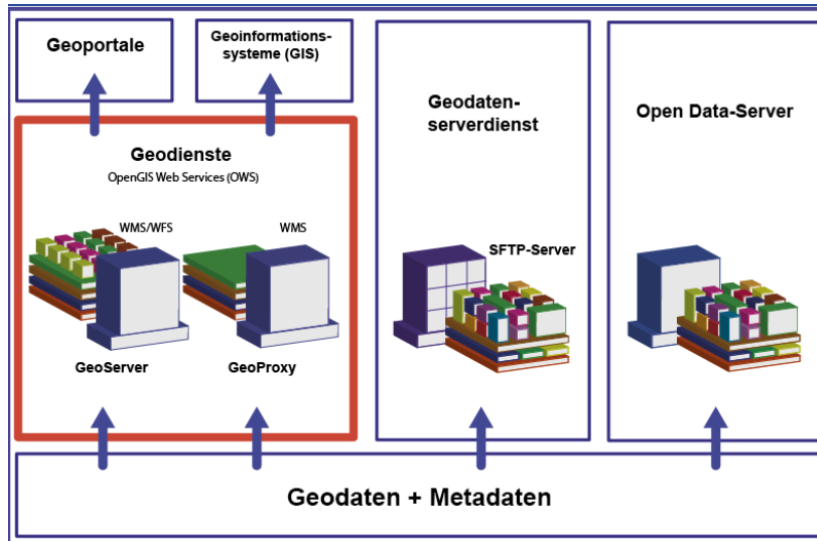 Geoportale
Geoinformations-
systeme (GIS)
Geodienste
OpenGIS Web Services (OWS)
WMS/WFS
WMS
GeoServer
GeoProxy
Geodaten-
serverdienst
SFTP-Server
Open Data-Server
Geodaten + Metadaten